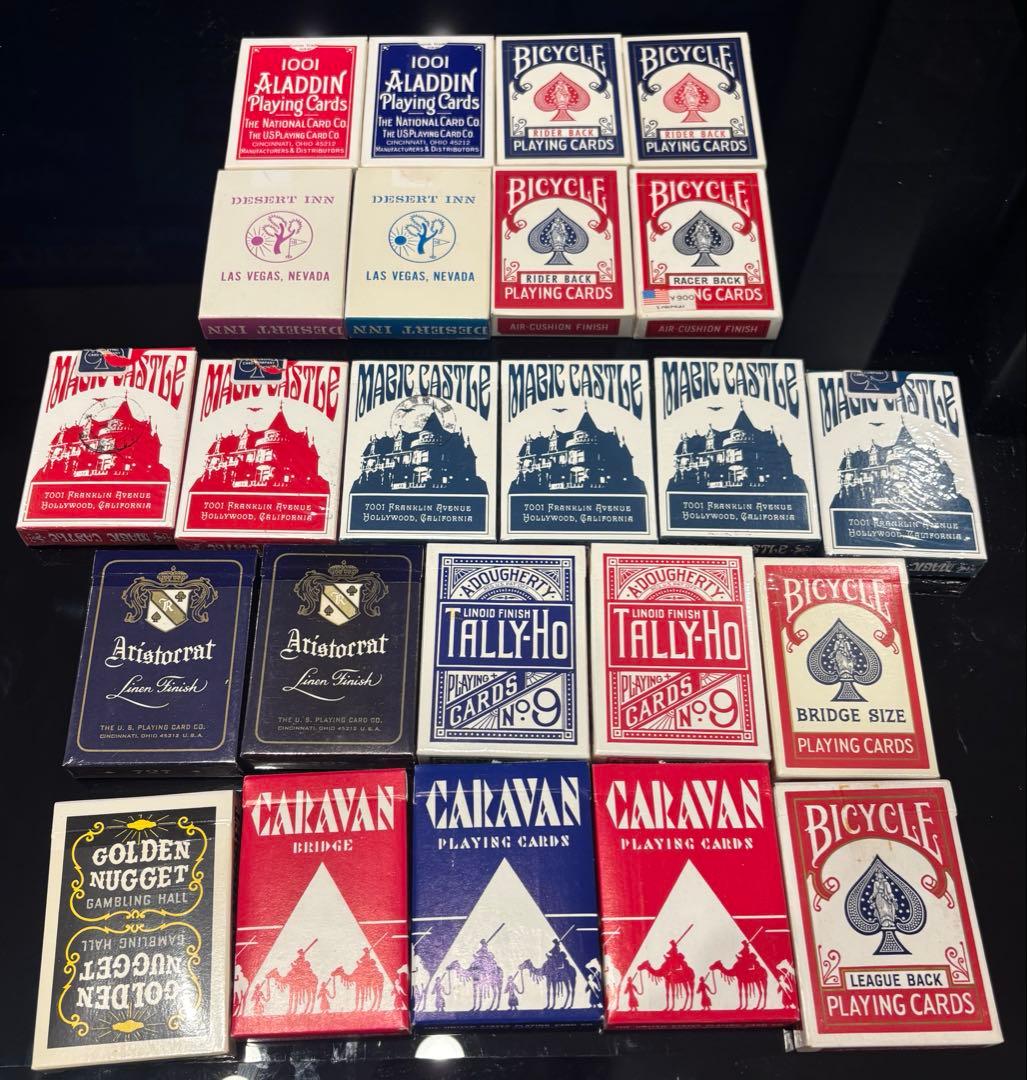 1001
ALADDIN
Playing Cards
THE NATIONAL CARD CO.
THE U.S. PLAYING CARD CO.
CINCINNATI, OHIO 45212
MANUFACTURERS & DISTRIBUTORS
1001
ALADDIN
Playing Cards
THE NATIONAL CARD CO.
THE U.S. PLAYING CARD CO.
CINCINNATI, OHIO 45212
MANUFACTURERS & DISTRIBUTORS
BICYCLE
RIDER BACK
PLAYING CARDS
BICYCLE
RIDER BACK
PLAYING CARDS
DESERT INN
LAS VEGAS, NEVADA
DESERT INN
DESERT INN
LAS VEGAS, NEVADA
DESERT INN
BICYCLE
RIDER BACK
PLAYING CARDS
AIR-CUSHION FINISH
BICYCLE
RACER BACK
NG CARDS
AIR-CUSHION FINISH
MAGIC CASTLE
7001 FRANKLIN AVENUE
HOLLYWOOD, CALIFORNIA
MAGIC CASTLE
MAGIC CASTLE
7001 FRANKLIN AVENUE
HOLLYWOOD, CALIFORNIA
MAGIC CASTLE
7001 FRANKLIN AVENUE
HOLLYWOOD, CALIFORNIA
MAGIC CASTLE
7001 FRANKLIN AVENUE
HOLLYWOOD, CALIFORNIA
MAGIC CASTLE
7001 FRANKLIN AVENUE
HOLLYWOOD, CALIFORNIA
MAGIC CASTLE
7001 FRANKLIN AVENUE
HOLLYWOOD, CALIFORNIA
Aristocrat
Linen Finish
THE U. S. PLAYING CARD CO.
CINCINNATI, OHIO 45212 U.S.A.
727
Aristocrat
Linen Finish
THE U. S. PLAYING CARD CO.
CINCINNATI, OHIO 45212 U.S.A.
A.DOUGHERTY
LINOID FINISH
TALLY-HO
PLAYING
CARDS
No 9
A.DOUGHERTY
LINOID FINISH
TALLY-HO
PLAYING
CARDS
No 9
BICYCLE
BRIDGE SIZE
PLAYING CARDS
GOLDEN
NUGGET
GAMBLING HALL
GAMBLING HALL
NUGGET
GOLDEN
CARAVAN
BRIDGE
CARAVAN
PLAYING CARDS
CARAVAN
PLAYING CARDS
BICYCLE
LEAGUE BACK
PLAYING CARDS